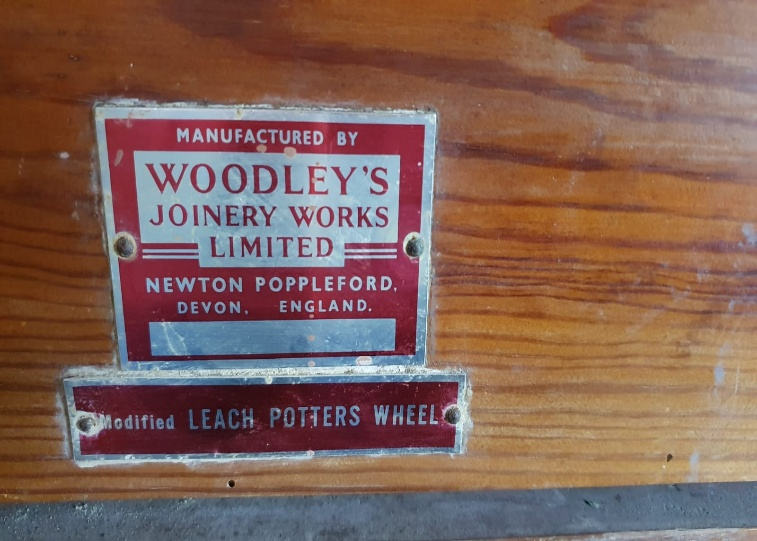 MANUFACTURED BY
WOODLEY'S
JOINERY WORKS
LIMITED
NEWTON POPPLEFORD,
DEVON, ENGLAND.
Modified LEACH POTTERS WHEEL